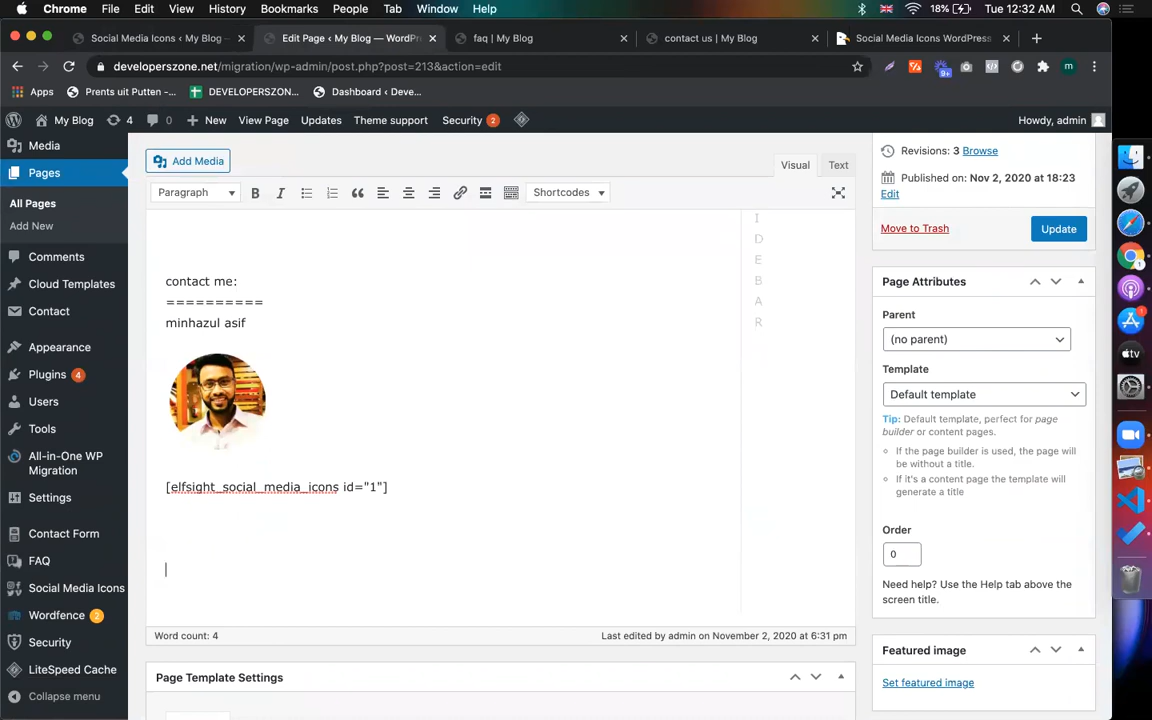 Chrome File Edit View History Bookmarks People Tab Window Help 18% Tue 12:32 AM
Social Media Icons ‹ My Blog - × Edit Page ‹ My Blog — WordPr × faq | My Blog × contact us | My Blog × Social Media Icons WordPress × +
developerszone.net/migration/wp-admin/post.php?post=213&action=edit 9+ m
Apps Prents uit Putten -... DEVELOPERSZON... Dashboard ‹ Deve...
My Blog 4 0 + New View Page Updates Theme support Security 2 Howdy, admin
Media
Pages
All Pages
Add New
Comments
Cloud Templates
Contact
Appearance
Plugins 4
Users
Tools
All-in-One WP
Migration
Settings
Contact Form
FAQ
Social Media Icons
Wordfence 2
Security
LiteSpeed Cache
Collapse menu
Add Media
Visual Text
Paragraph B I Shortcodes
contact me:
==========
minhazul asif
[elfsight_social_media_icons id="1"]
I
D
E
B
A
R
Word count: 4 Last edited by admin on November 2, 2020 at 6:31 pm
Page Template Settings
Revisions: 3 Browse
Published on: Nov 2, 2020 at 18:23
Edit
Move to Trash Update
Page Attributes
Parent
(no parent)
Template
Default template
Tip: Default template, perfect for page
builder or content pages.
If the page builder is used, the page will
be without a title.
If it's a content page the template will
generate a title
Order
0
Need help? Use the Help tab above the
screen title.
Featured image
Set featured image
1
1
tv